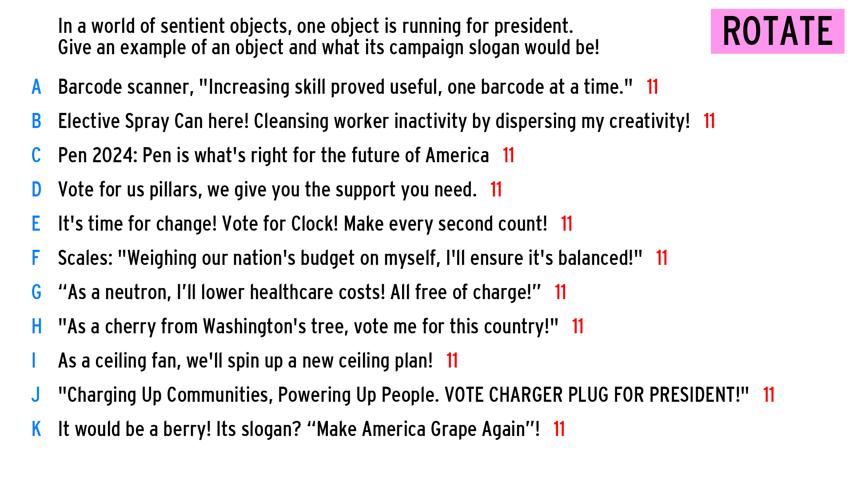 In a world of sentient objects, one object is running for president.
Give an example of an object and what its campaign slogan would be!
ROTATE
A Barcode scanner, "Increasing skill proved useful, one barcode at a time." 11
B Elective Spray Can here! Cleansing worker inactivity by dispersing my creativity! 11
C Pen 2024: Pen is what's right for the future of America 11
D Vote for us pillars, we give you the support you need. 11
E It's time for change! Vote for Clock! Make every second count! 11
F Scales: "Weighing our nation's budget on myself, I'll ensure it's balanced!" 11
G “As a neutron, I’ll lower healthcare costs! All free of charge!” 11
H "As a cherry from Washington's tree, vote me for this country!" 11
I As a ceiling fan, we'll spin up a new ceiling plan! 11
J "Charging Up Communities, Powering Up People. VOTE CHARGER PLUG FOR PRESIDENT!" 11
K It would be a berry! Its slogan? “Make America Grape Again”! 11